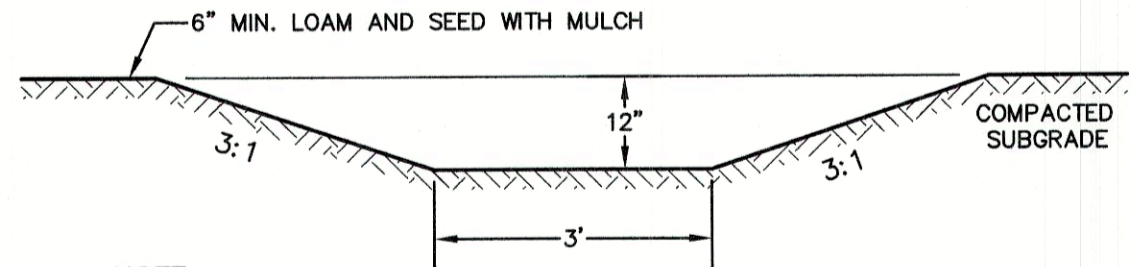 6" MIN. LOAM AND SEED WITH MULCH
12"
COMPACTED
SUBGRADE
3:1
3:1
3'